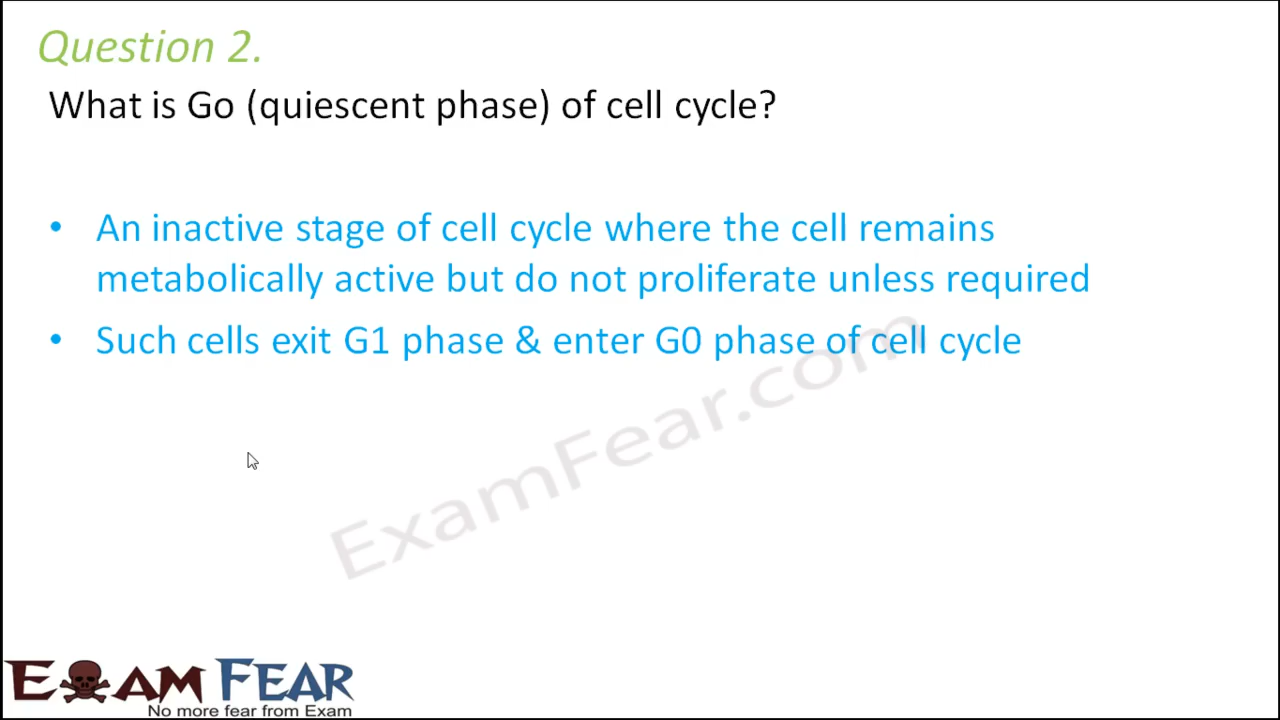 Question 2.
What is Go (quiescent phase) of cell cycle?
• An inactive stage of cell cycle where the cell remains
metabolically active but do not proliferate unless required
• Such cells exit G1 phase & enter G0 phase of cell cycle
ExamFear.com
EXAM FEAR
No more fear from Exam